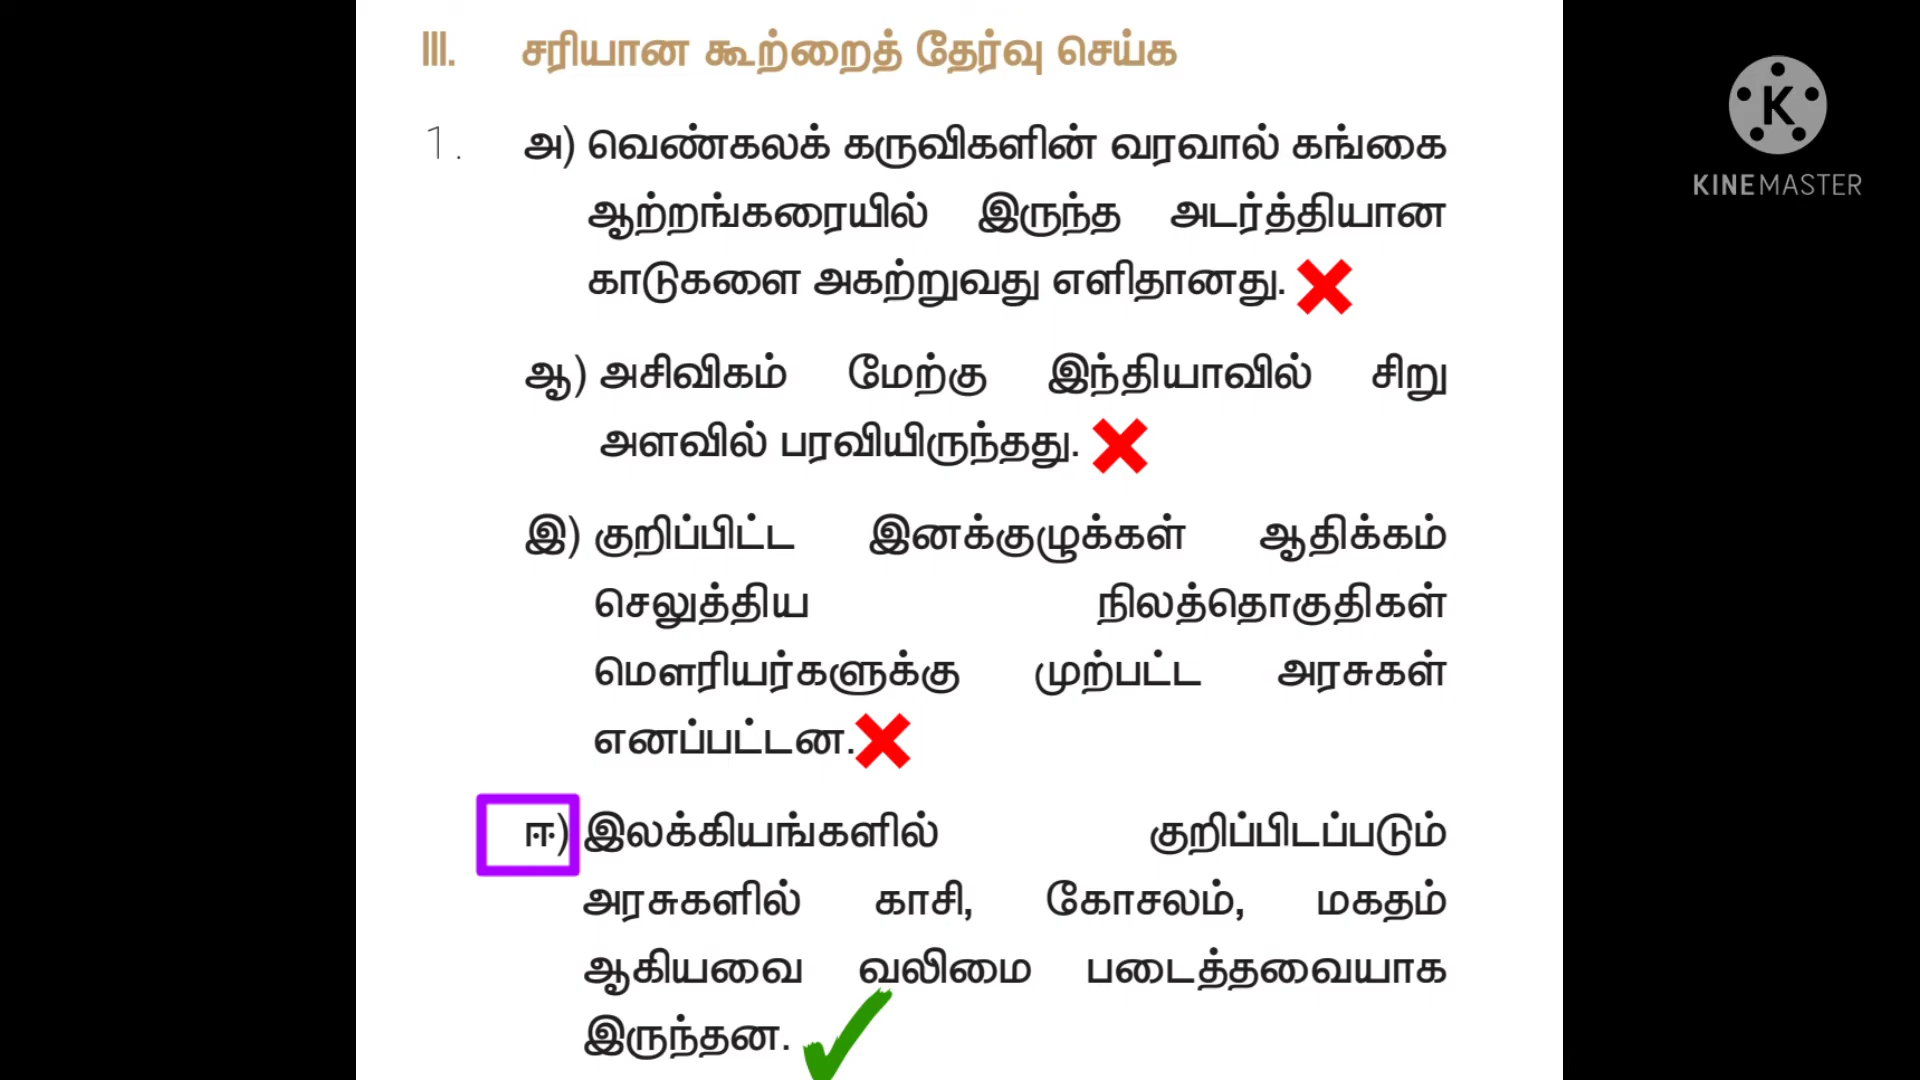 III. சரியான கூற்றைத் தேர்வு செய்க
K
KINEMASTER
1. அ) வெண்கலக் கருவிகளின் வரவால் கங்கை
ஆற்றங்கரையில் இருந்த அடர்த்தியான
காடுகளை அகற்றுவது எளிதானது.
ஆ) அசிவிகம் மேற்கு இந்தியாவில் சிறு
அளவில் பரவியிருந்தது.
இ) குறிப்பிட்ட இனக்குழுக்கள் ஆதிக்கம்
செலுத்திய நிலத்தொகுதிகள்
மௌரியர்களுக்கு முற்பட்ட அரசுகள்
எனப்பட்டன.
ஈ) இலக்கியங்களில் குறிப்பிடப்படும்
அரசுகளில் காசி, கோசலம், மகதம்
ஆகியவை வலிமை படைத்தவையாக
இருந்தன.